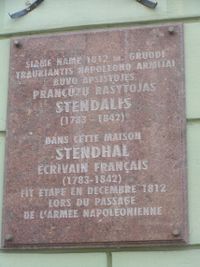 ŠIAME NAME 1812 m. GRUODĮ
TRAUKIANTIS NAPOLEONO ARMIJAI
BUVO APSISTOJĘS
PRANCŪZŲ RAŠYTOJAS
STENDALIS
(1783 - 1842)
DANS CETTE MAISON
STENDHAL
ÉCRIVAIN FRANÇAIS
(1783-1842)
FIT ÉTAPE EN DÉCEMBRE 1812
LORS DU PASSAGE
DE L'ARMÉE NAPOLÉONIENNE